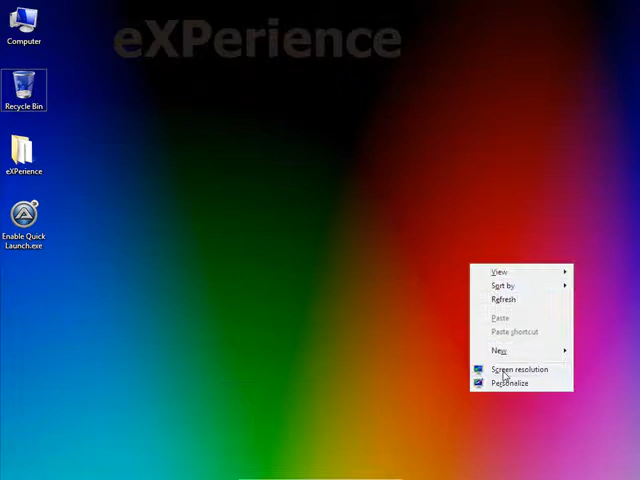 eXPerience
Computer
Recycle Bin
eXPerience
Enable Quick
Launch.exe
View
Sort by
Refresh
Paste
Paste shortcut
New
Screen resolution
Personalize